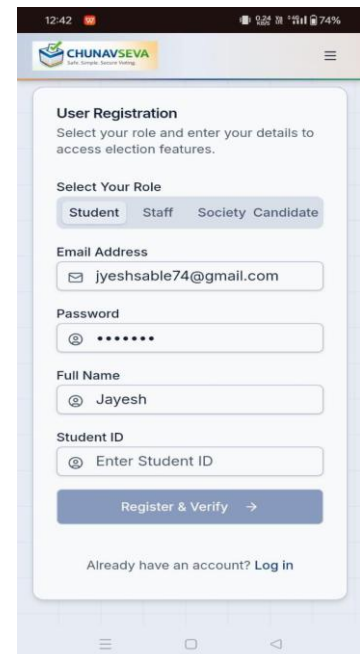 12:42
74%
CHUNAVSEVA
Safe. Simple. Secure Voting.
User Registration
Select your role and enter your details to
access election features.
Select Your Role
Student Staff Society Candidate
Email Address
jyeshsable74@gmail.com
Password
•••••••
Full Name
Jayesh
Student ID
Enter Student ID
Register & Verify →
Already have an account? Log in